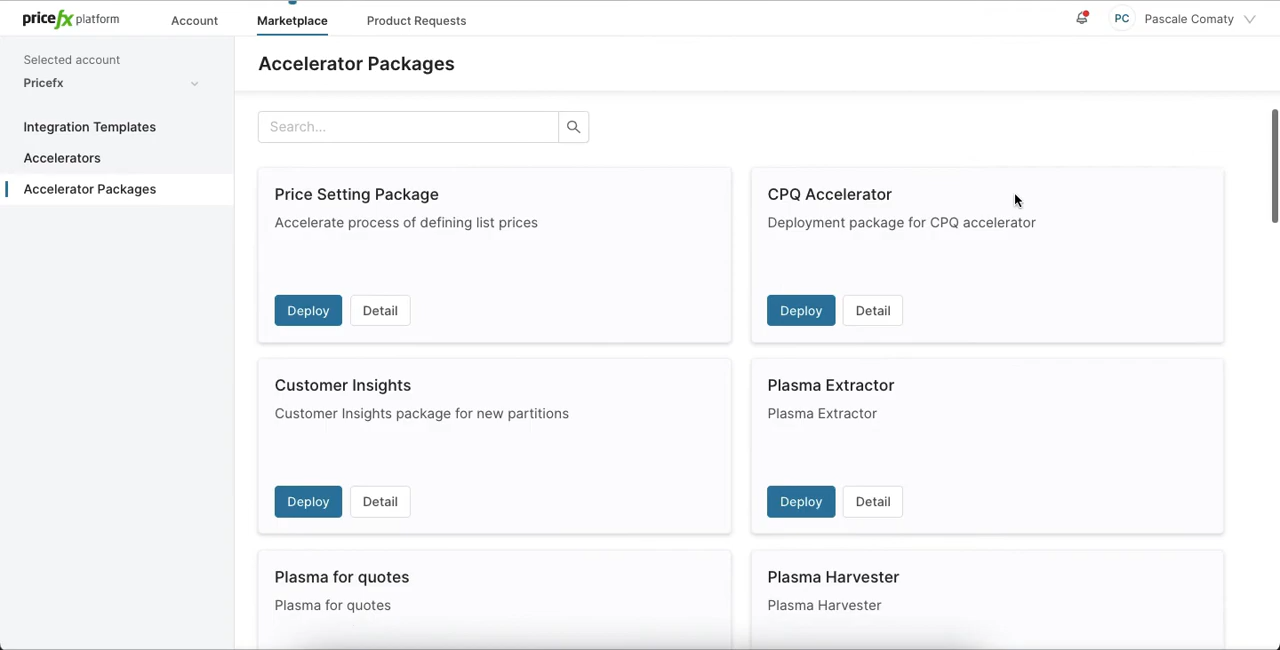 pricefx platform
Account
Marketplace
Product Requests
PC
Pascale Comaty
Selected account
Pricefx
Integration Templates
Accelerators
Accelerator Packages
Accelerator Packages
Search...
Price Setting Package
Accelerate process of defining list prices
Deploy
Detail
CPQ Accelerator
Deployment package for CPQ accelerator
Deploy
Detail
Customer Insights
Customer Insights package for new partitions
Deploy
Detail
Plasma Extractor
Plasma Extractor
Deploy
Detail
Plasma for quotes
Plasma for quotes
Plasma Harvester
Plasma Harvester